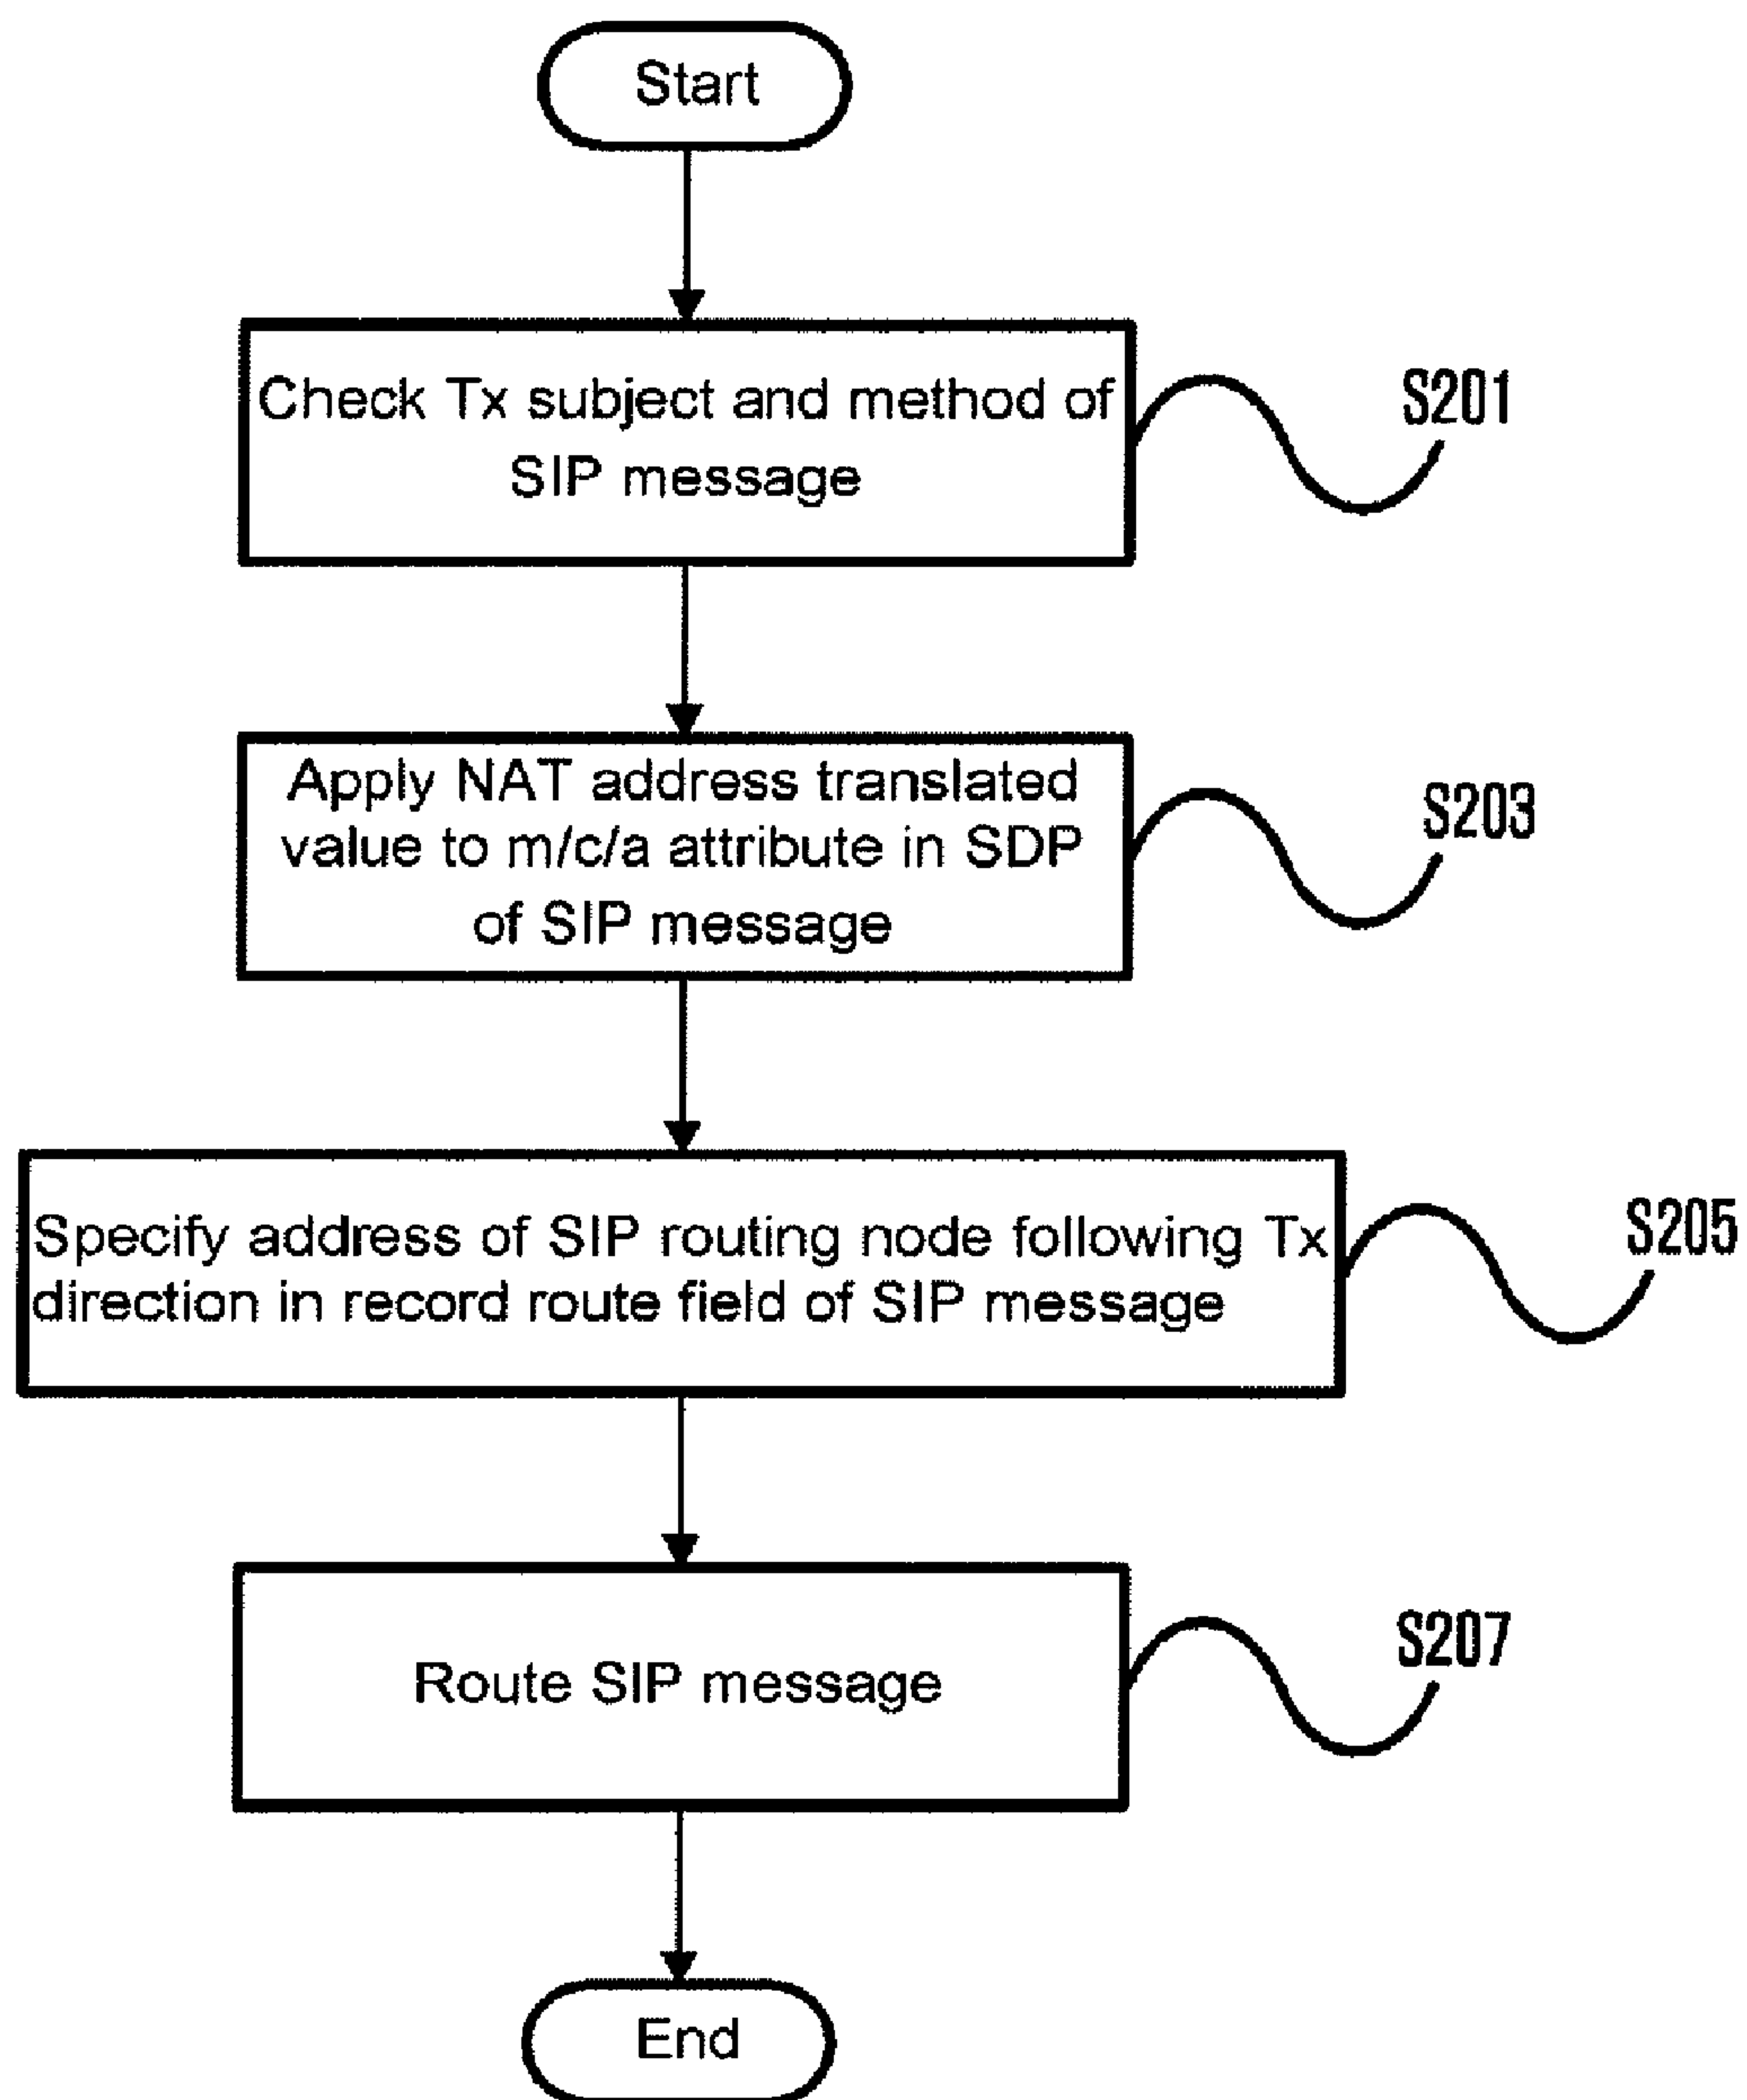 Start
Check Tx subject and method of
SIP message
S201
Apply NAT address translated
value to m/c/a attribute in SDP
of SIP message
S203
Specify address of SIP routing node following Tx
direction in record route field of SIP message
S205
Route SIP message
S207
End